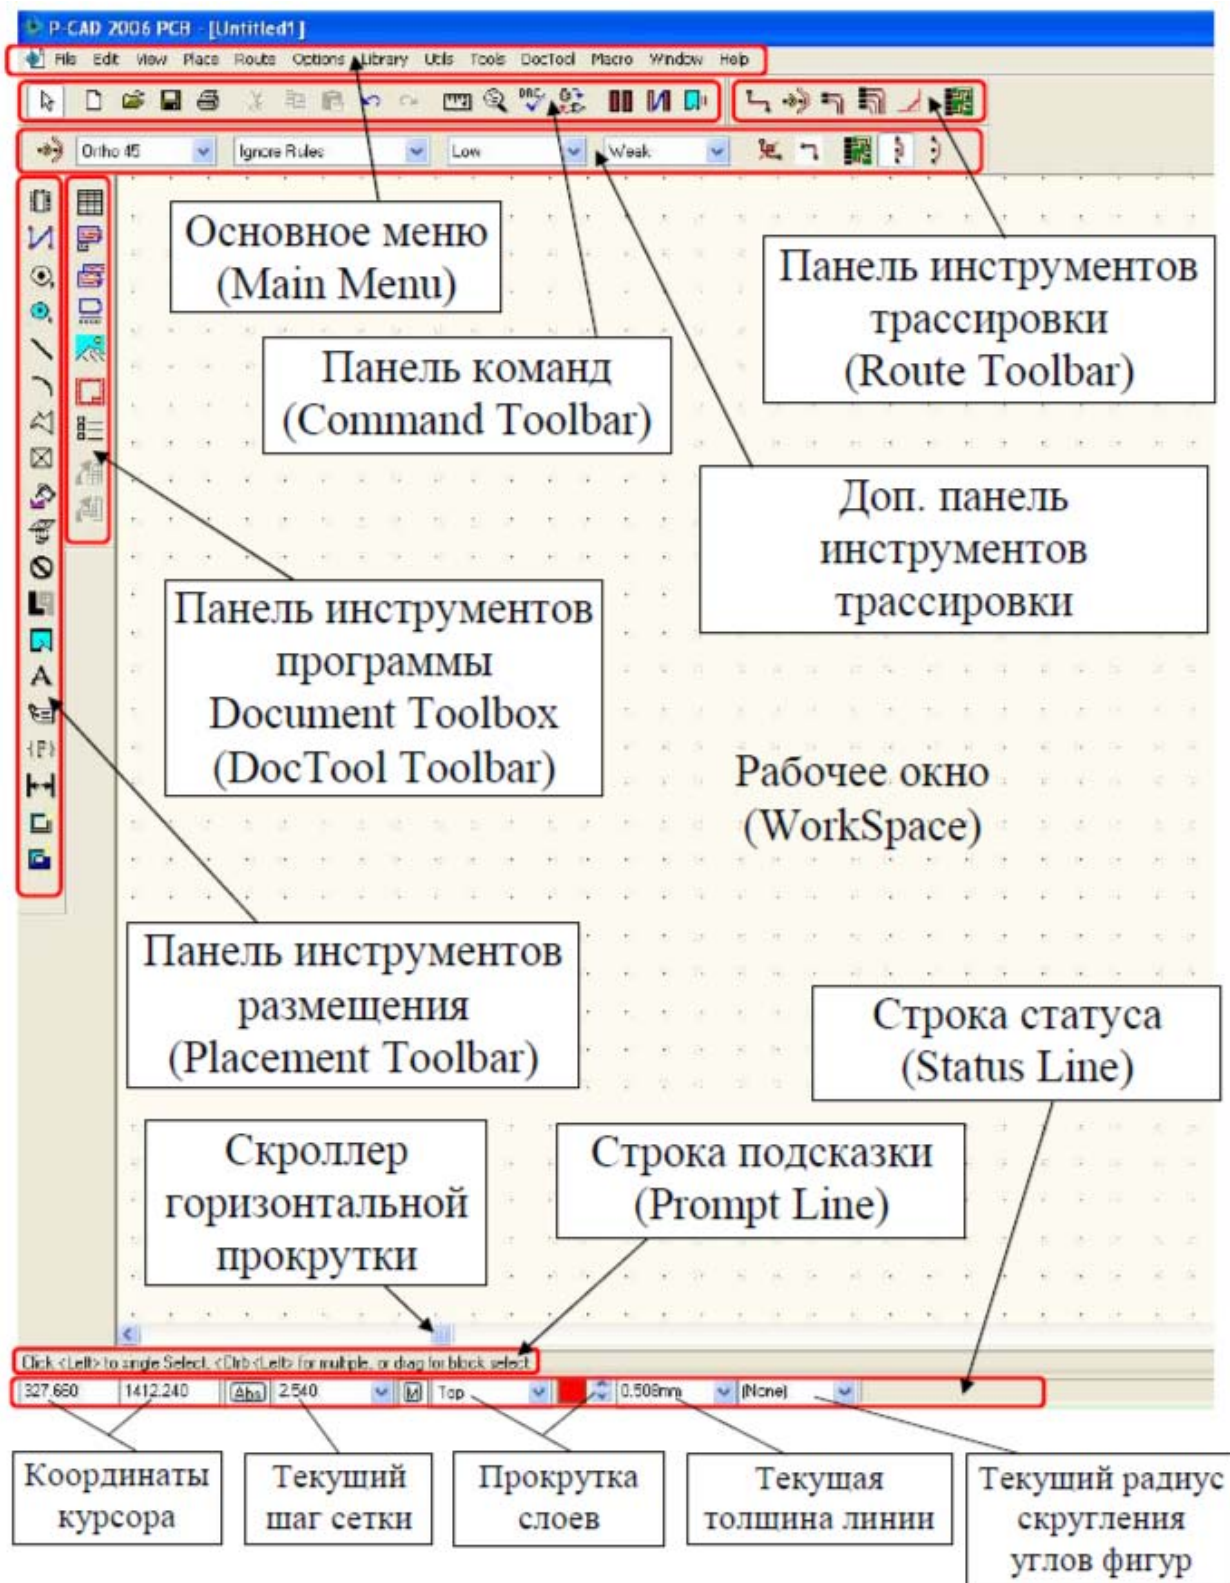 P-CAD 2006 PCB - [Untitled1]
File Edit View Place Route Options Library Utils Tools DocTool Macro Window Help
DRC
Ortho 45 Ignore Rules Low Weak
Основное меню
(Main Menu)
Панель инструментов
трассировки
(Route Toolbar)
Панель команд
(Command Toolbar)
Доп. панель
инструментов
трассировки
Панель инструментов
программы
Document Toolbox
(DocTool Toolbar)
A
{P}
Рабочее окно
(WorkSpace)
Панель инструментов
размещения
(Placement Toolbar)
Строка статуса
(Status Line)
Скроллер
горизонтальной
прокрутки
Строка подсказки
(Prompt Line)
Click <Left> to single Select, <Ctrl><Left> for multiple, or drag for block select
327.660 1412.240 Abs 2.540 M Top 0.508mm (None)
Координаты
курсора
Текущий
шаг сетки
Прокрутка
слоев
Текущая
толщина линии
Текущий радиус
скругления
углов фигур